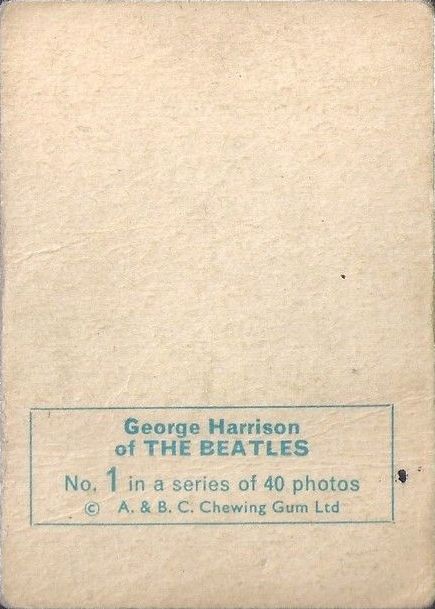 George Harrison
of THE BEATLES
No. 1 in a series of 40 photos
© A. & B. C. Chewing Gum Ltd